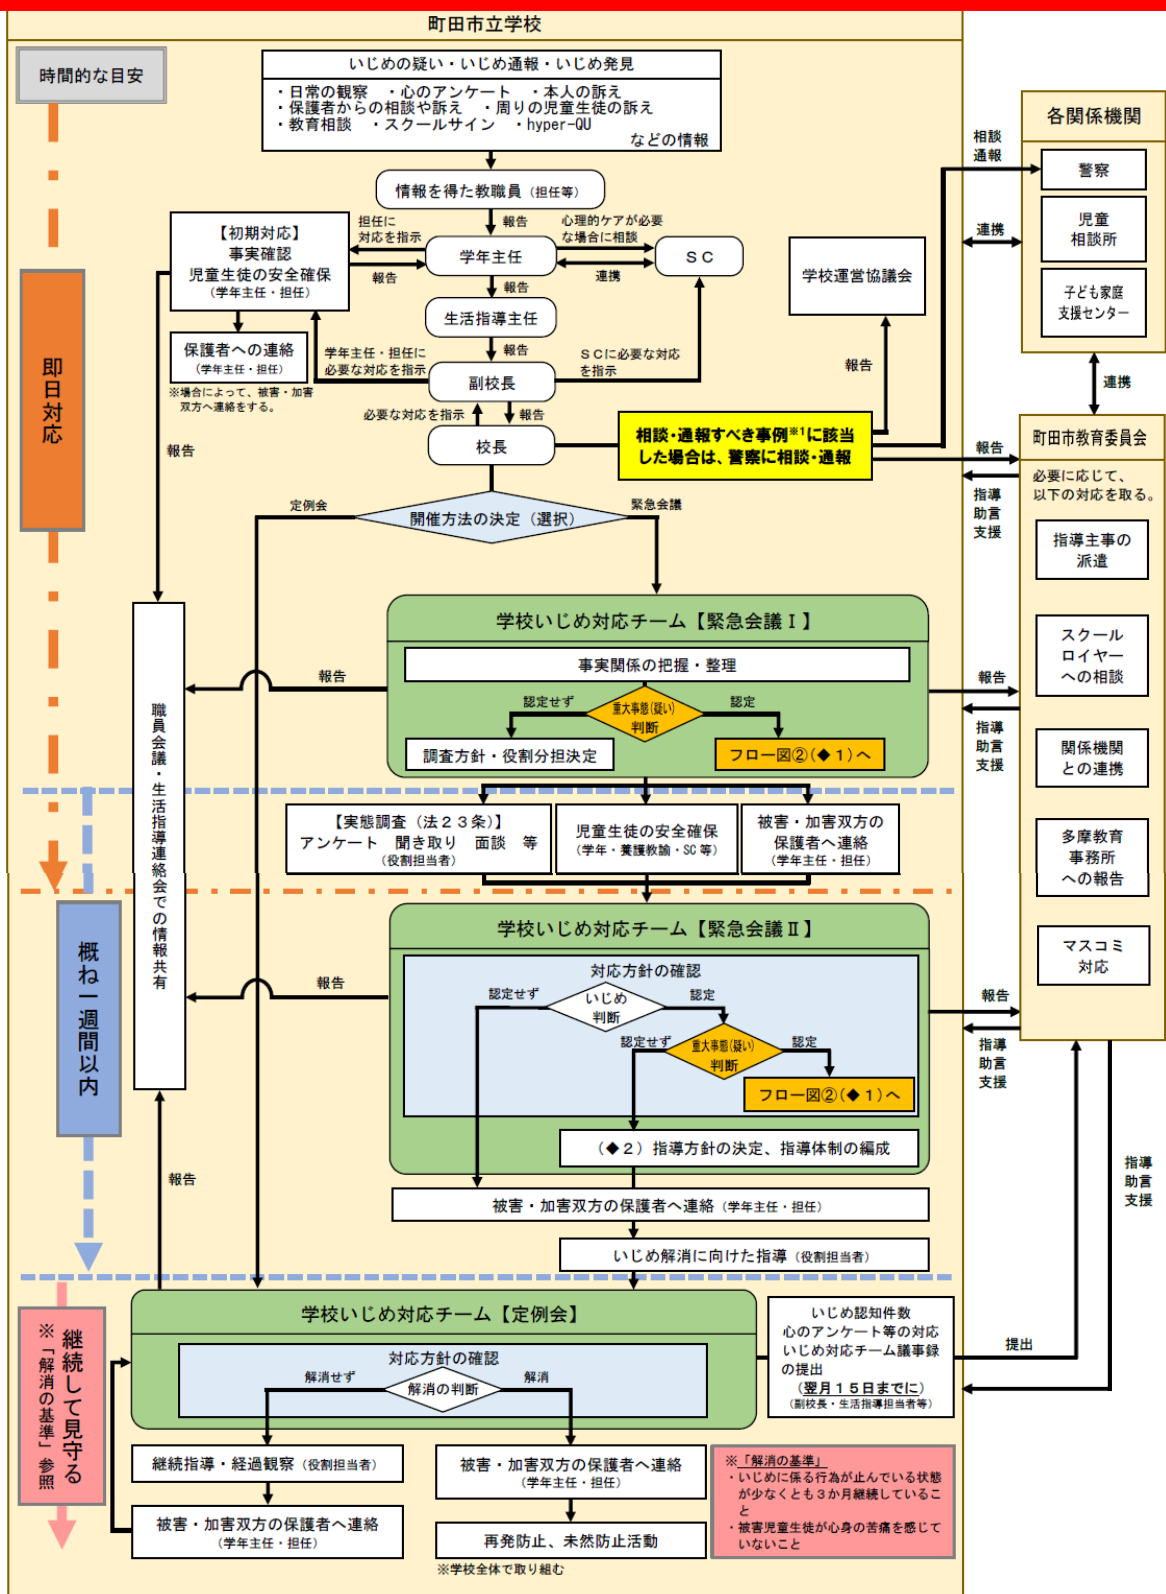 町田市立学校
時間的な目安
いじめの疑い・いじめ通報・いじめ発見
・日常の観察　・心のアンケート　・本人の訴え
・保護者からの相談や訴え　・周りの児童生徒の訴え
・教育相談　・スクールサイン　・hyper-QU
などの情報
情報を得た教職員（担任等）
報告
担任に
対応を指示
心理的ケアが必要
な場合に相談
【初期対応】
事実確認
児童生徒の安全確保
（学年主任・担任）
報告
学年主任
連携
ＳＣ
報告
生活指導主任
保護者への連絡
（学年主任・担任）
※場合によって、被害・加害
双方へ連絡をする。
学年主任・担任に
必要な対応を指示
報告
ＳＣに必要な対応
を指示
副校長
必要な対応を指示
報告
校長
相談・通報すべき事例※1に該当
した場合は、警察に相談・通報
学校運営協議会
報告
相談
通報
連携
各関係機関
警察
児童
相談所
子ども家庭
支援センター
連携
即日対応
報告
定例会
開催方法の決定（選択）
緊急会議
報告
指導
助言
支援
町田市教育委員会
必要に応じて、
以下の対応を取る。
指導主事の
派遣
スクール
ロイヤー
への相談
関係機関
との連携
多摩教育
事務所
への報告
マスコミ
対応
学校いじめ対応チーム【緊急会議Ⅰ】
事実関係の把握・整理
認定せず
重大事態（疑い）
判断
認定
調査方針・役割分担決定
フロー図②（◆１）へ
報告
報告
指導
助言
支援
職員会議・生活指導連絡会での情報共有
【実態調査（法２３条）】
アンケート　聞き取り　面談　等
（役割担当者）
児童生徒の安全確保
（学年・養護教諭・SC 等）
被害・加害双方の
保護者へ連絡
（学年主任・担任）
概ね一週間以内
学校いじめ対応チーム【緊急会議Ⅱ】
対応方針の確認
認定せず
いじめ
判断
認定
認定せず
重大事態（疑い）
判断
認定
フロー図②（◆１）へ
（◆２）指導方針の決定、指導体制の編成
報告
報告
指導
助言
支援
被害・加害双方の保護者へ連絡（学年主任・担任）
いじめ解消に向けた指導（役割担当者）
報告
指導
助言
支援
継続して見守る
※「解消の基準」参照
学校いじめ対応チーム【定例会】
対応方針の確認
解消せず
解消の判断
解消
いじめ認知件数
心のアンケート等の対応
いじめ対応チーム議事録
の提出
（翌月１５日までに）
（副校長・生活指導担当者等）
提出
継続指導・経過観察（役割担当者）
被害・加害双方の保護者へ連絡
（学年主任・担任）
被害・加害双方の保護者へ連絡
（学年主任・担任）
再発防止、未然防止活動
※学校全体で取り組む
※「解消の基準」
・いじめに係る行為が止んでいる状態
が少なくとも３か月継続しているこ
と
・被害児童生徒が心身の苦痛を感じて
いないこと